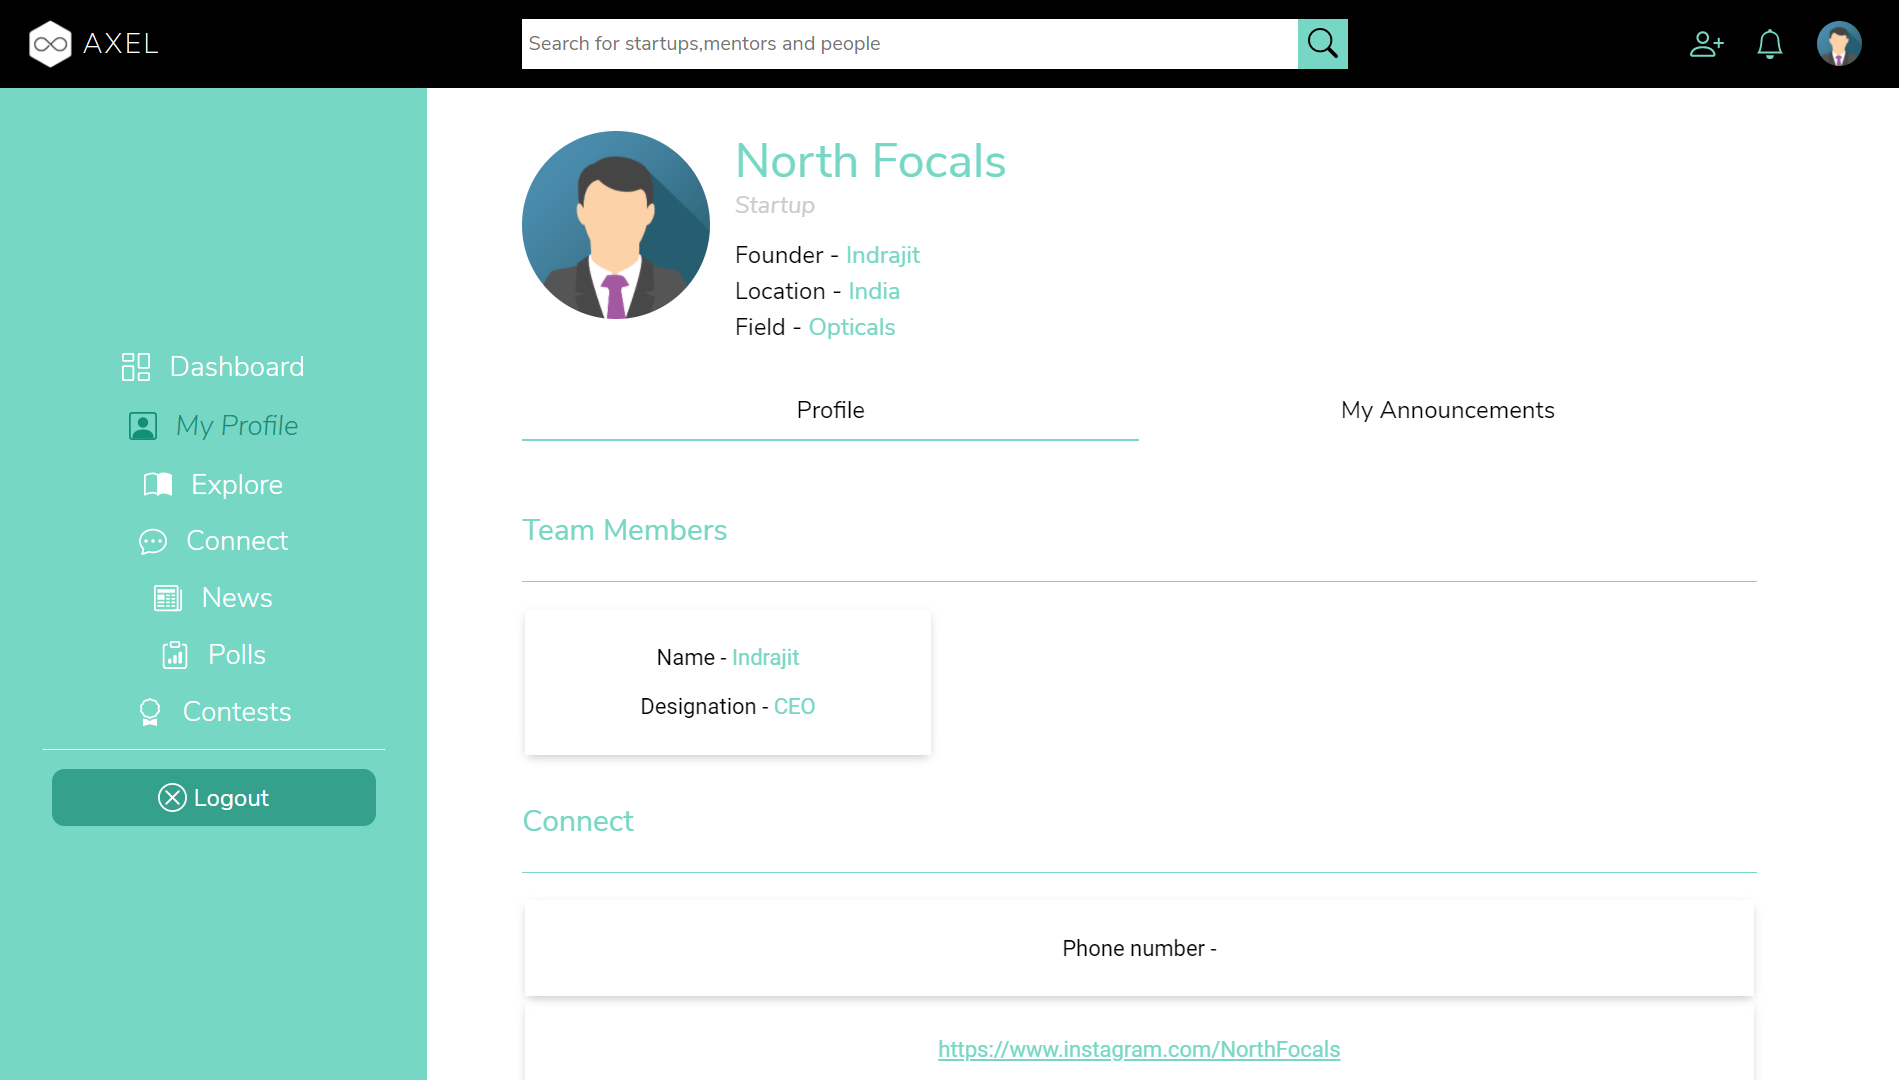 AXEL
Search for startups,mentors and people
Dashboard
My Profile
Explore
Connect
News
Polls
Contests
Logout
North Focals
Startup
Founder - Indrajit
Location - India
Field - Opticals
Profile
My Announcements
Team Members
Name - Indrajit
Designation - CEO
Connect
Phone number -
https://www.instagram.com/NorthFocals